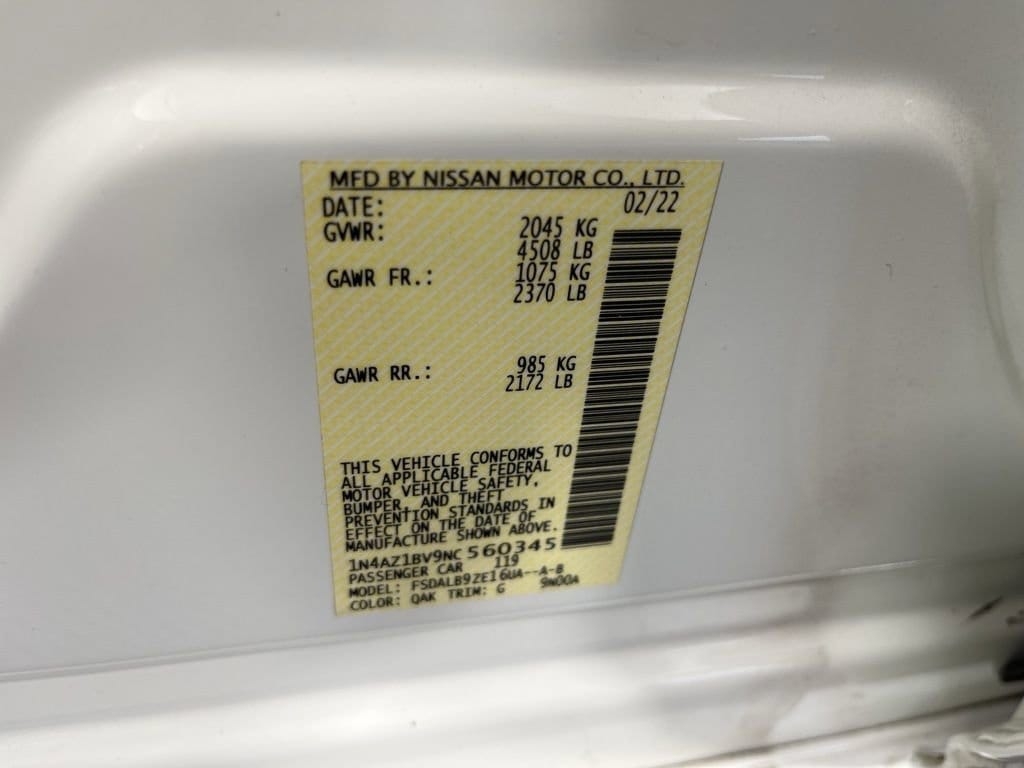 MFD BY NISSAN MOTOR CO., LTD.
DATE: 02/22
GVWR: 2045 KG
4508 LB
GAWR FR.: 1075 KG
2370 LB
GAWR RR.: 985 KG
2172 LB
THIS VEHICLE CONFORMS TO
ALL APPLICABLE FEDERAL
MOTOR VEHICLE SAFETY,
BUMPER, AND THEFT
PREVENTION STANDARDS IN
EFFECT ON THE DATE OF
MANUFACTURE SHOWN ABOVE.
1N4AZ1BV9NC560345
PASSENGER CAR 119
MODEL: FSDALB9ZE16UA--A-B
COLOR: QAK TRIM: G 9N00A